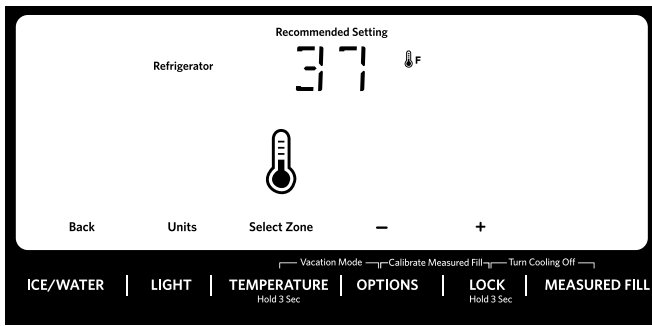 Recommended Setting
Refrigerator 37 F
Back Units Select Zone − +
Vacation Mode Calibrate Measured Fill Turn Cooling Off
ICE/WATER LIGHT TEMPERATURE OPTIONS LOCK MEASURED FILL
Hold 3 Sec Hold 3 Sec